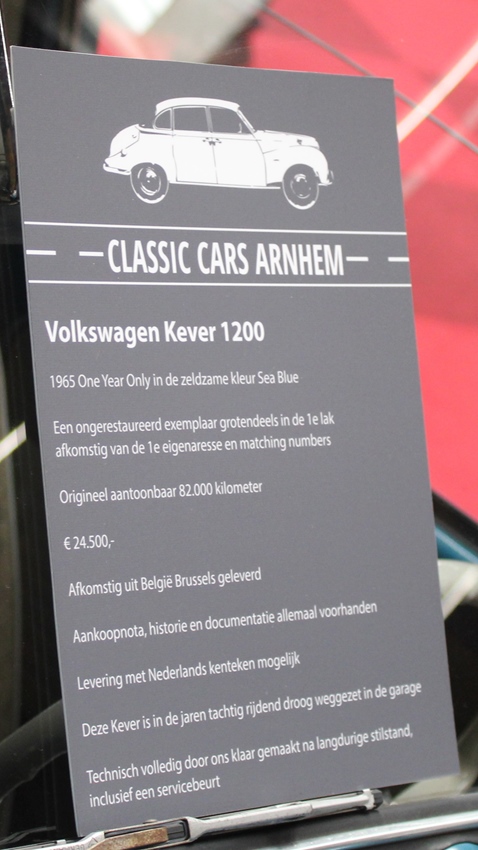 CLASSIC CARS ARNHEM
Volkswagen Kever 1200
1965 One Year Only in de zeldzame kleur Sea Blue
Een ongerestaureerd exemplaar grotendeels in de 1e lak
afkomstig van de 1e eigenaresse en matching numbers
Origineel aantoonbaar 82.000 kilometer
€ 24.500,-
Afkomstig uit België Brussels geleverd
Aankoopnota, historie en documentatie allemaal voorhanden
Levering met Nederlands kenteken mogelijk
Deze Kever is in de jaren tachtig rijdend droog weggezet in de garage
Technisch volledig door ons klaar gemaakt na langdurige stilstand,
inclusief een servicebeurt